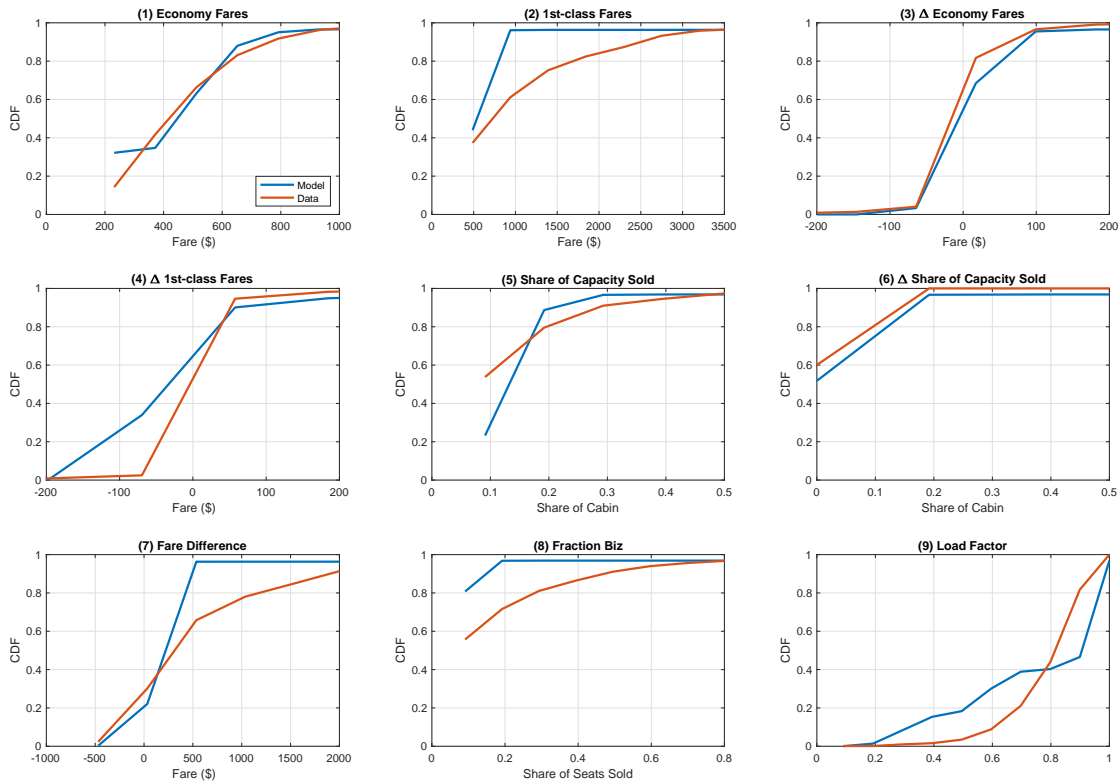 (1) Economy Fares
CDF
1
0.8
0.6
0.4
0.2
0
0 200 400 600 800 1000
Fare ($)
Model
Data
(2) 1st-class Fares
CDF
1
0.8
0.6
0.4
0.2
0
0 500 1000 1500 2000 2500 3000 3500
Fare ($)
(3) Δ Economy Fares
CDF
1
0.8
0.6
0.4
0.2
0
-200 -100 0 100 200
Fare ($)
(4) Δ 1st-class Fares
CDF
1
0.8
0.6
0.4
0.2
0
-200 -100 0 100 200
Fare ($)
(5) Share of Capacity Sold
CDF
1
0.8
0.6
0.4
0.2
0
0 0.1 0.2 0.3 0.4 0.5
Share of Cabin
(6) Δ Share of Capacity Sold
CDF
1
0.8
0.6
0.4
0.2
0
0 0.1 0.2 0.3 0.4 0.5
Share of Cabin
(7) Fare Difference
CDF
1
0.8
0.6
0.4
0.2
0
-1000 -500 0 500 1000 1500 2000
Fare ($)
(8) Fraction Biz
CDF
1
0.8
0.6
0.4
0.2
0
0 0.2 0.4 0.6 0.8
Share of Seats Sold
(9) Load Factor
CDF
1
0.8
0.6
0.4
0.2
0
0 0.2 0.4 0.6 0.8 1